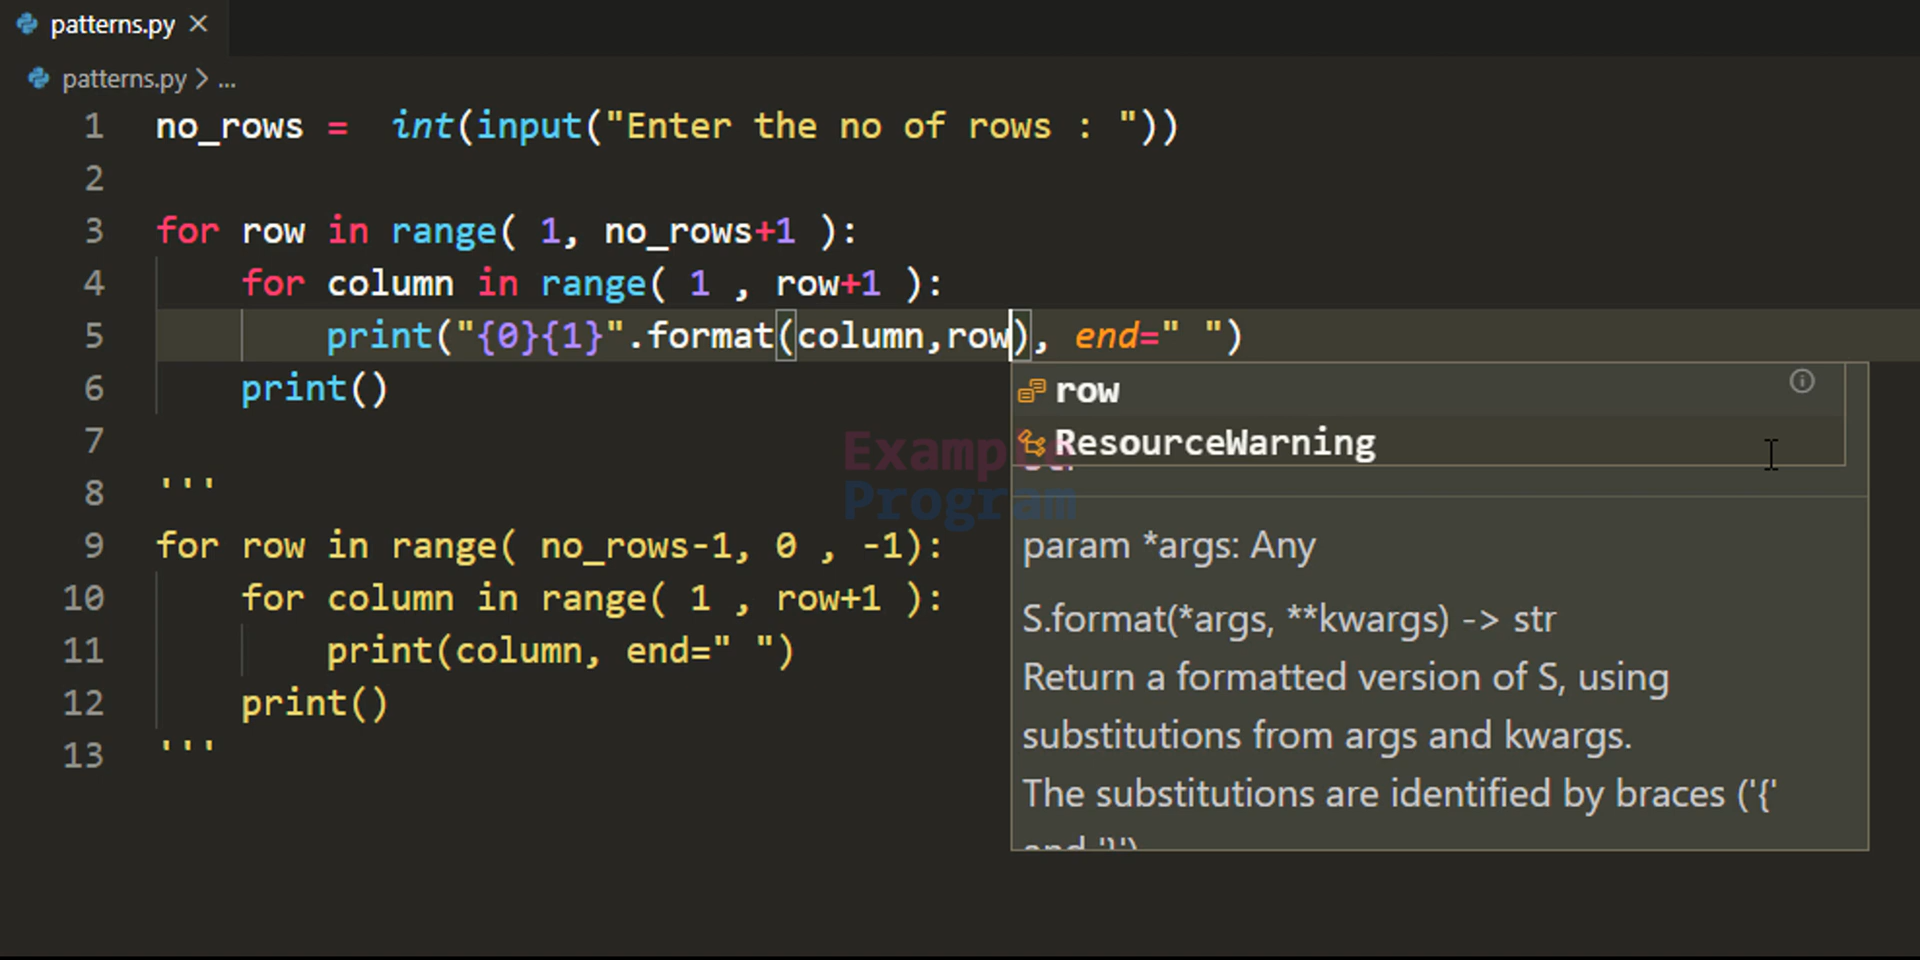 patterns.py
patterns.py > ...
1 no_rows =  int(input("Enter the no of rows : "))
2
3 for row in range( 1, no_rows+1 ):
4     for column in range( 1 , row+1 ):
5         print("{0}{1}".format(column,row), end=" ")
6     print()
7
8 '''
9 for row in range( no_rows-1, 0 , -1):
10     for column in range( 1 , row+1 ):
11         print(column, end=" ")
12     print()
13 '''
row
ResourceWarning
param *args: Any
S.format(*args, **kwargs) -> str
Return a formatted version of S, using
substitutions from args and kwargs.
The substitutions are identified by braces ('{'
and '}')
Example
Program